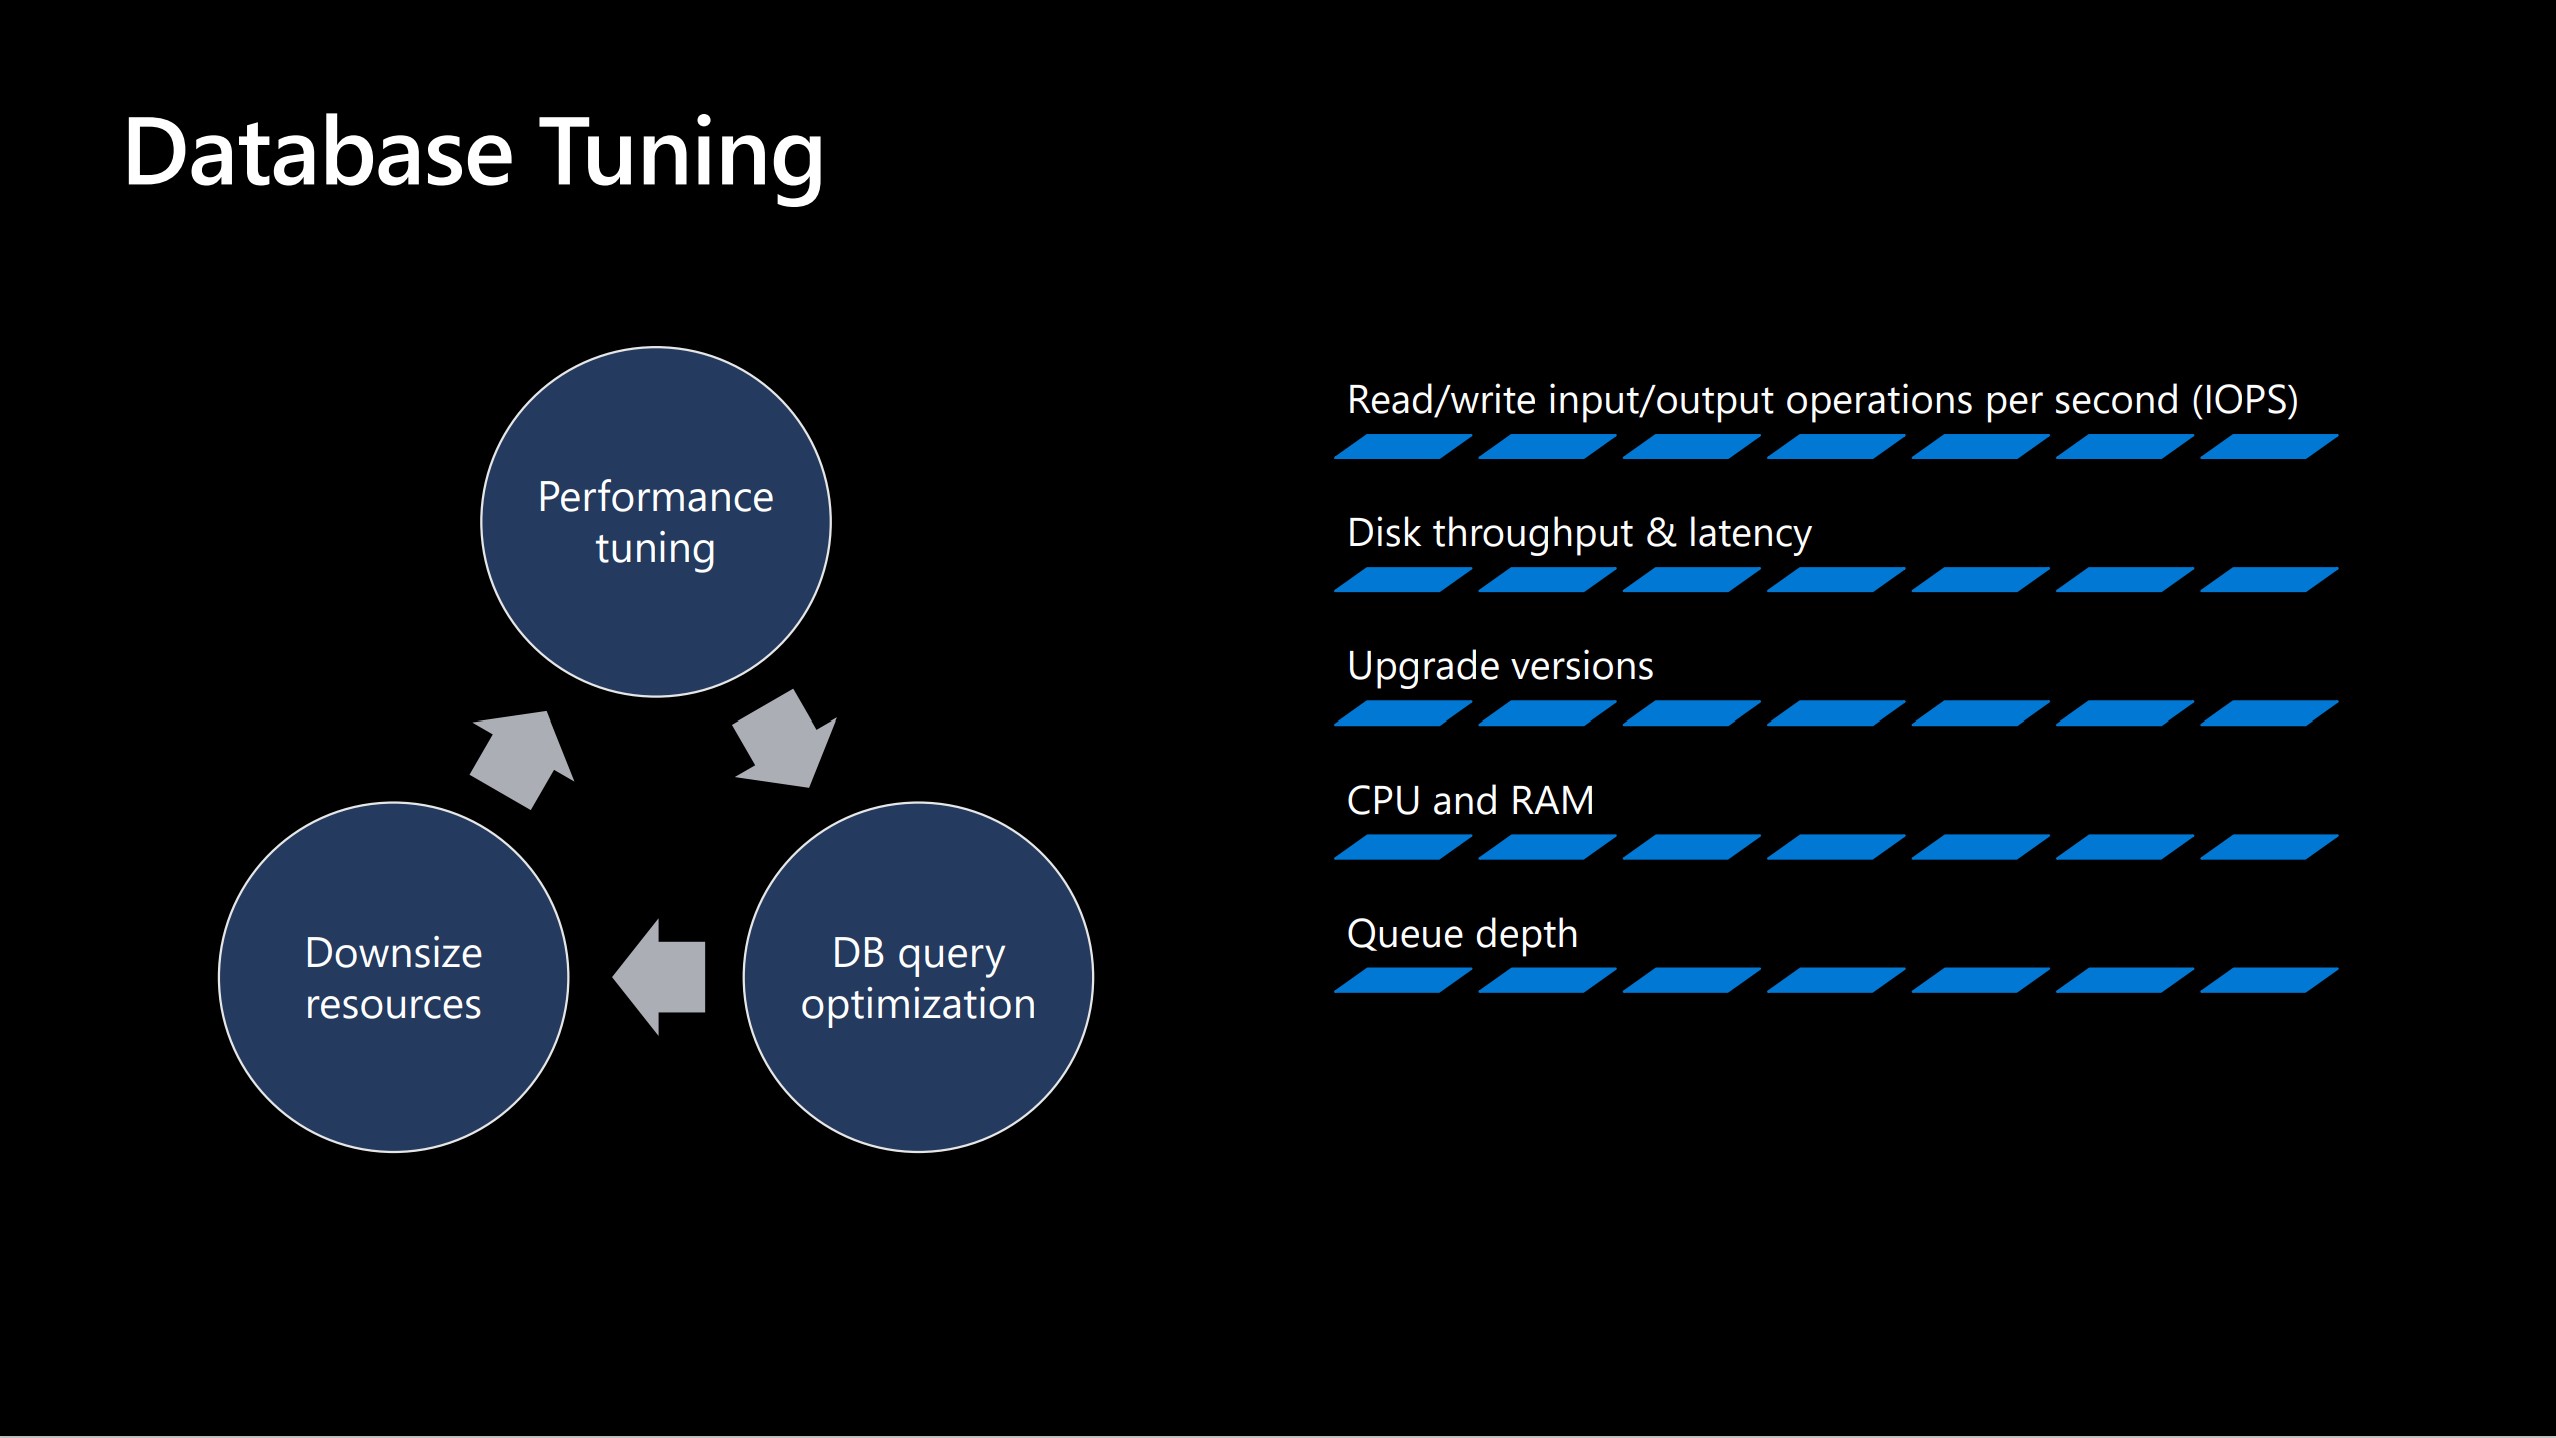 Database Tuning
Performance
tuning
DB query
optimization
Downsize
resources
Read/write input/output operations per second (IOPS)
Disk throughput & latency
Upgrade versions
CPU and RAM
Queue depth